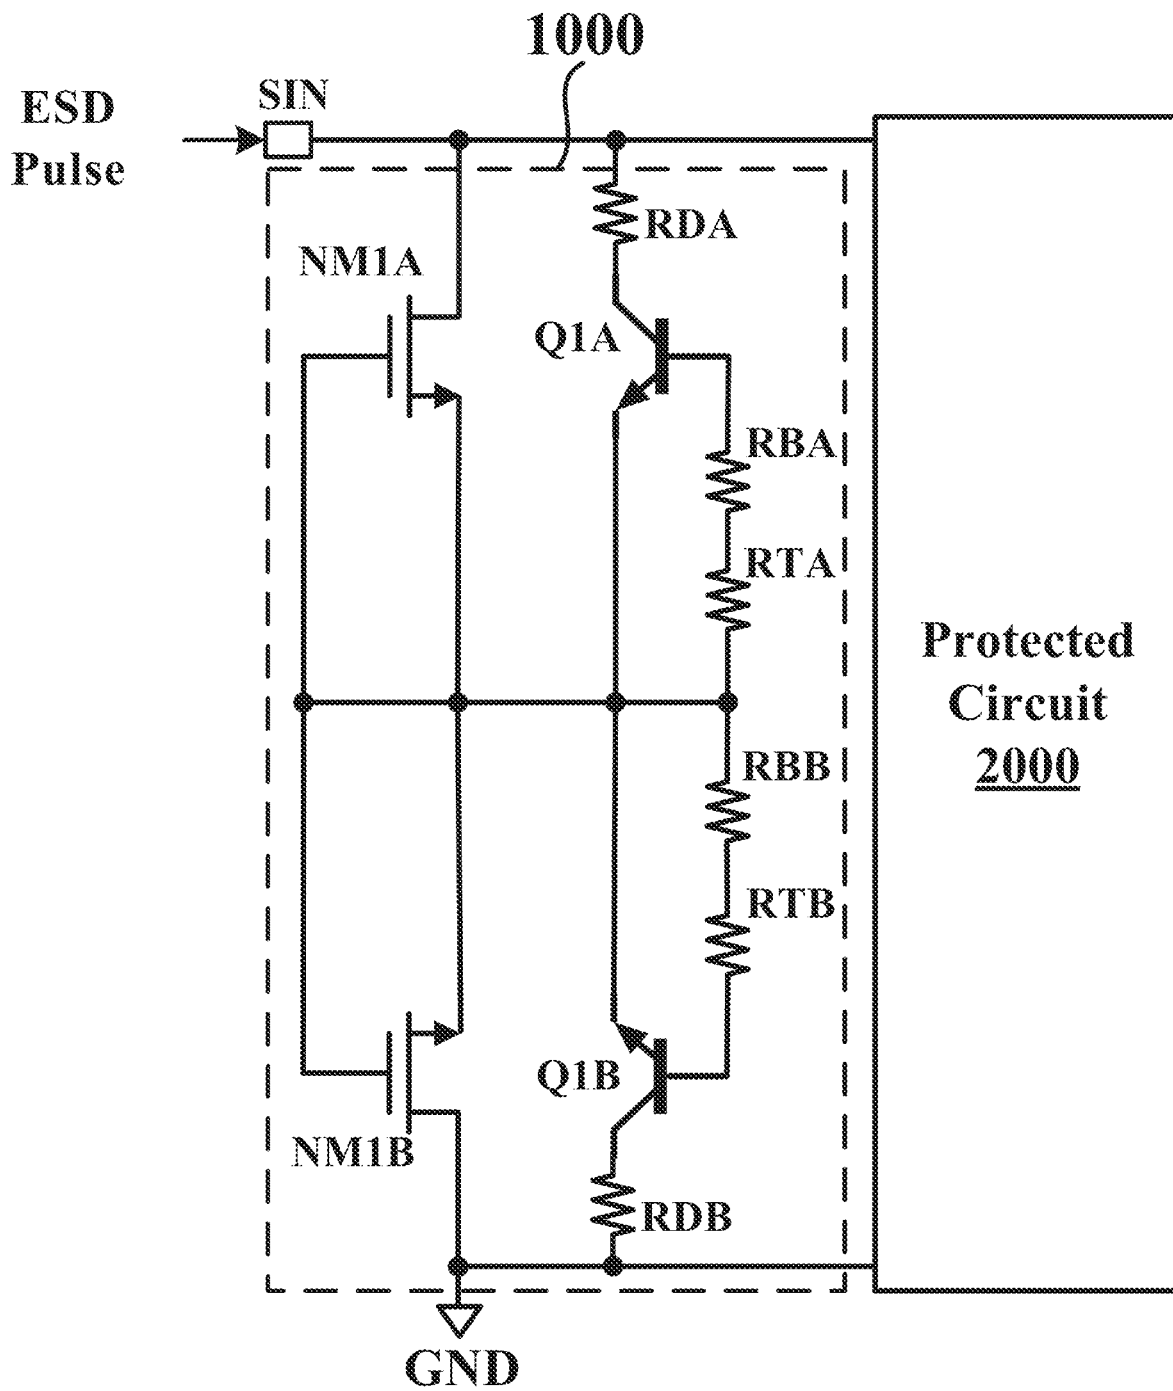 1000
ESD
Pulse
SIN
RDA
NM1A
Q1A
RBA
RTA
Protected
Circuit
2000
RBB
RTB
Q1B
NM1B
RDB
GND